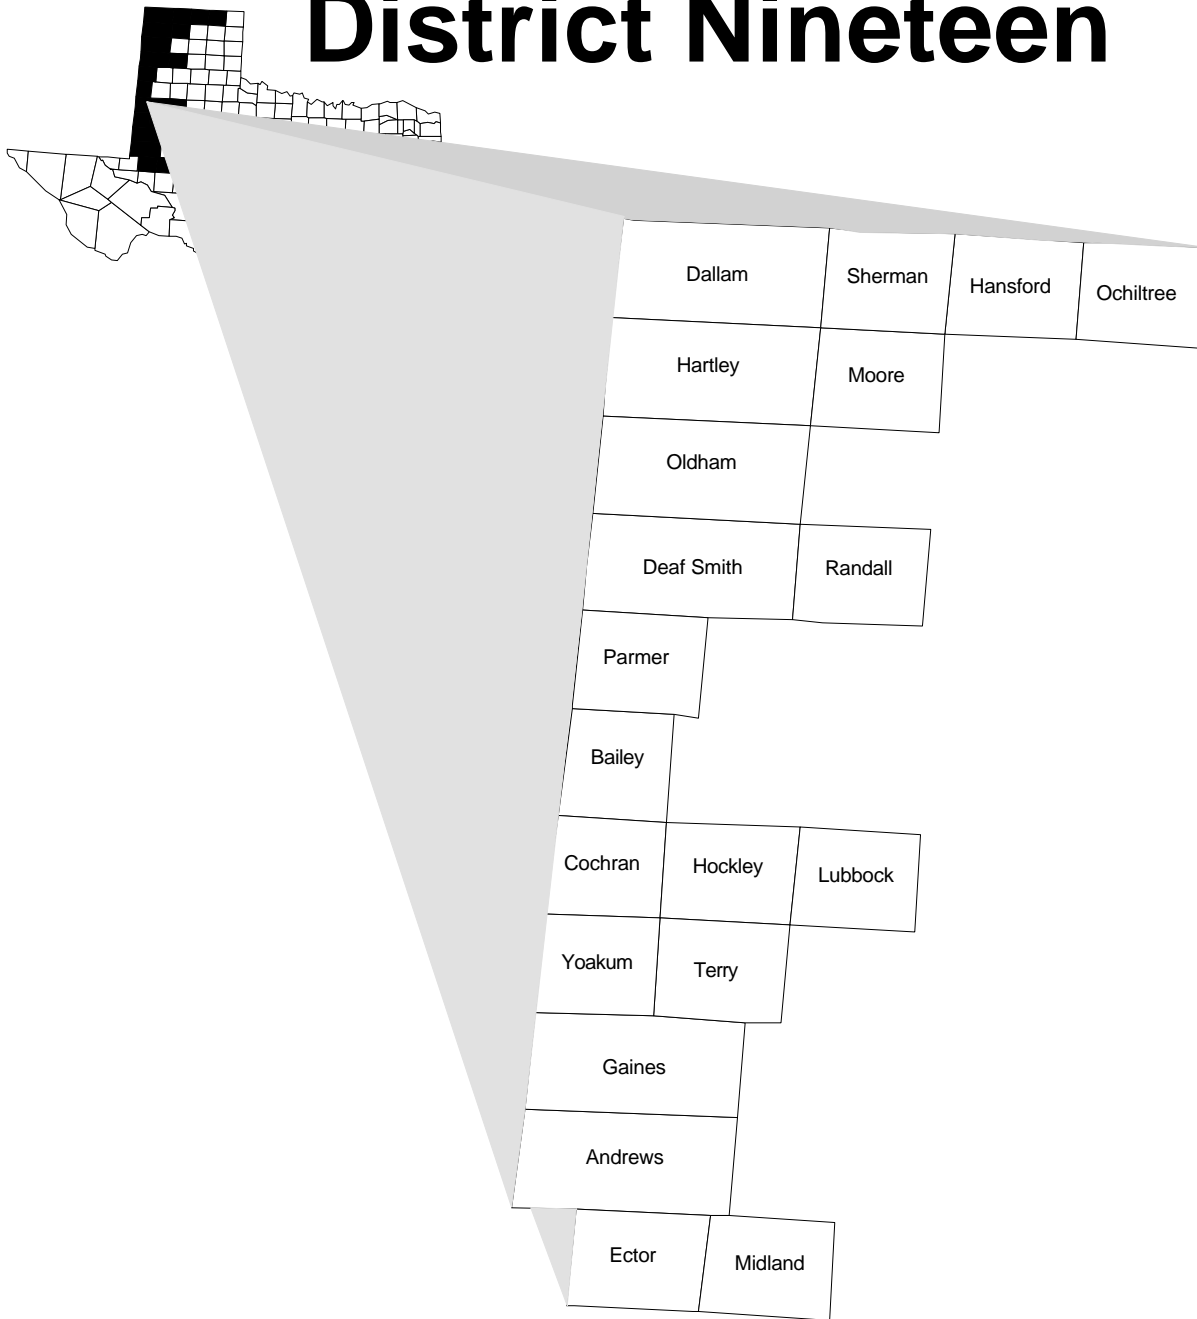 District Nineteen
Dallam
Sherman
Hansford
Ochiltree
Hartley
Moore
Oldham
Deaf Smith
Randall
Parmer
Bailey
Cochran
Hockley
Lubbock
Yoakum
Terry
Gaines
Andrews
Ector
Midland